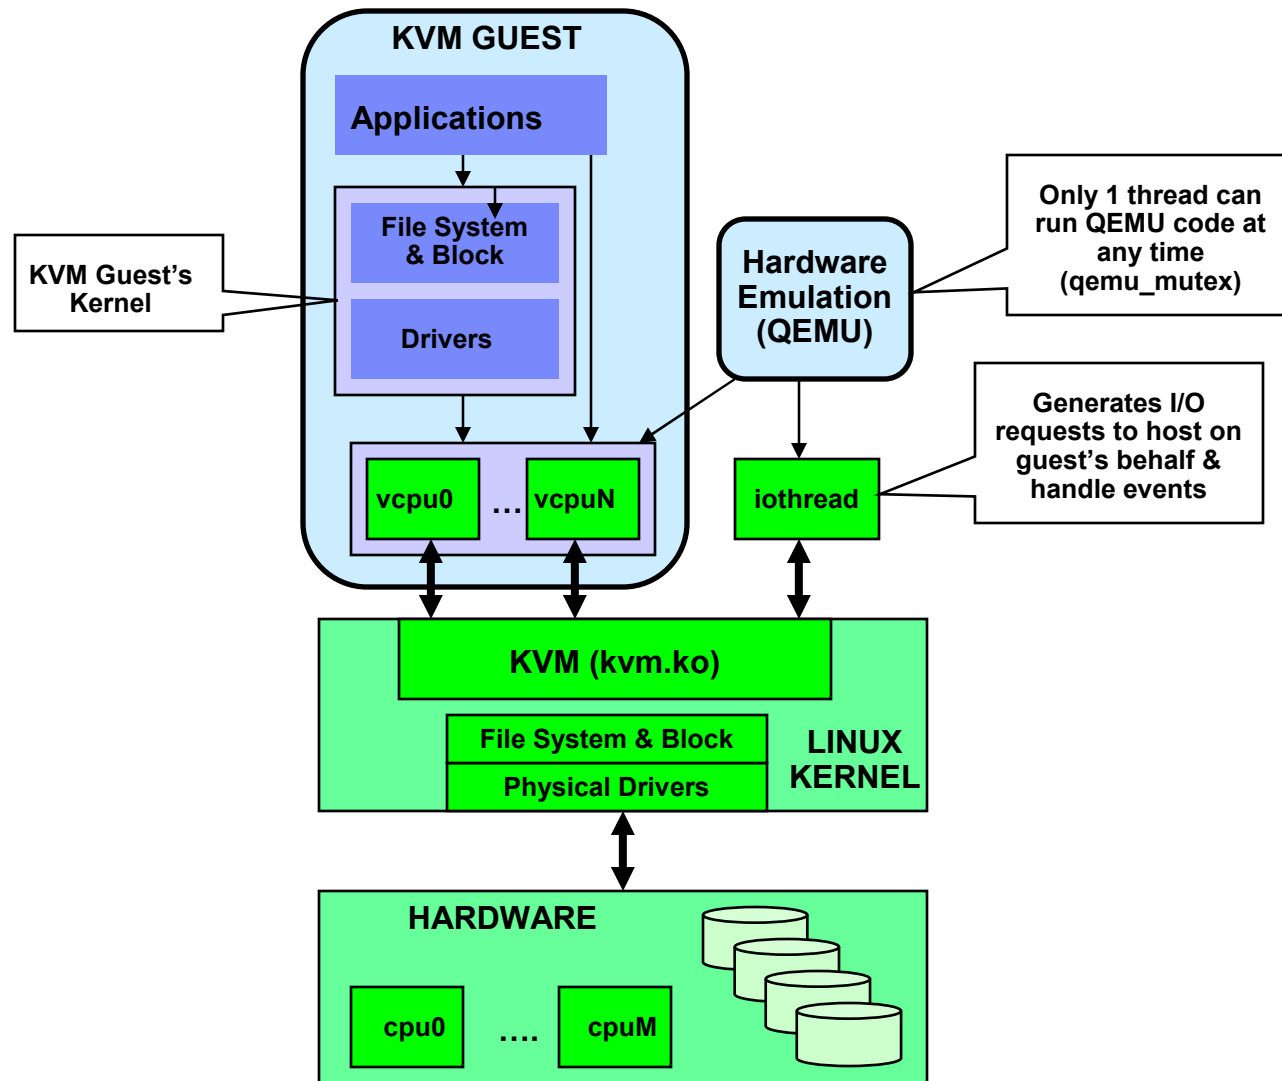 KVM GUEST
Applications
File System
& Block
Drivers
KVM Guest's
Kernel
Hardware
Emulation
(QEMU)
Only 1 thread can
run QEMU code at
any time
(qemu_mutex)
Generates I/O
requests to host on
guest's behalf &
handle events
vcpu0
...
vcpuN
iothread
KVM (kvm.ko)
File System & Block
Physical Drivers
LINUX
KERNEL
HARDWARE
cpu0
....
cpuM